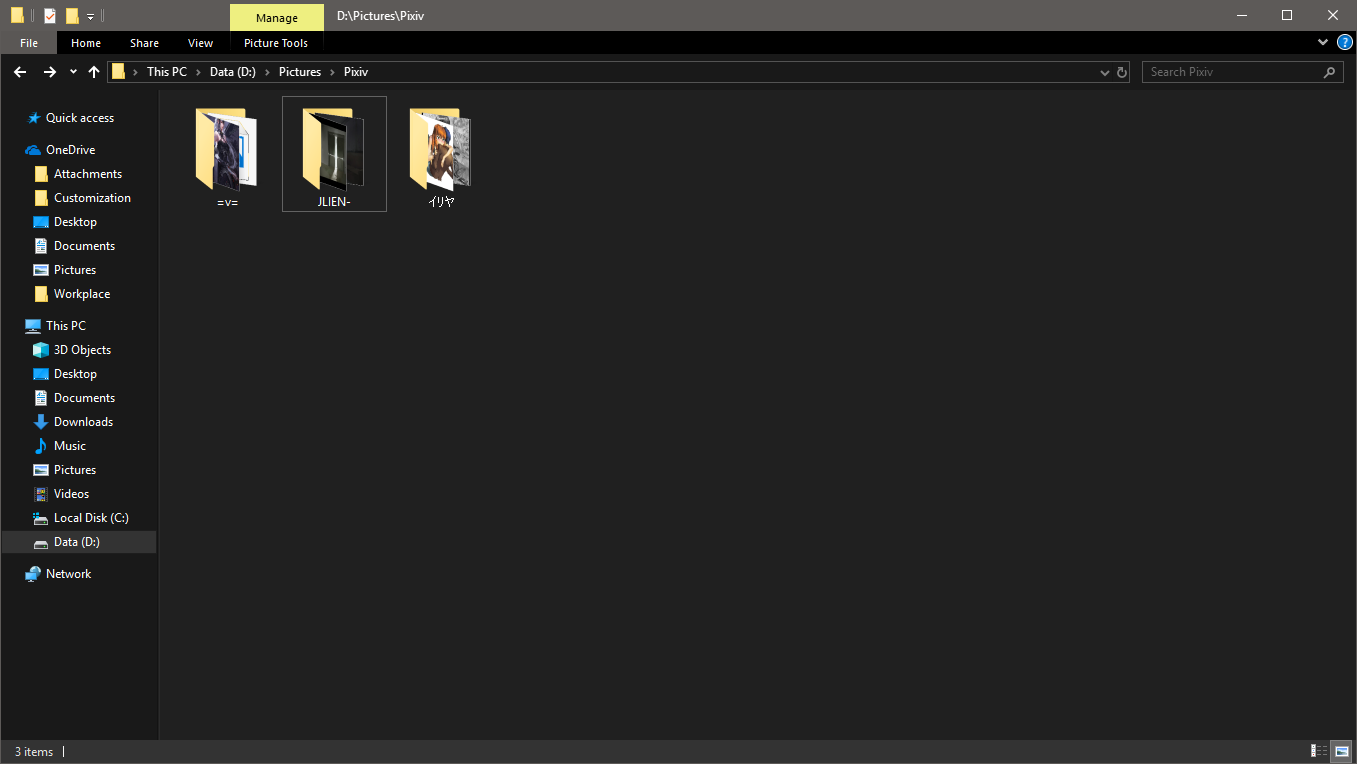 Manage
D:\Pictures\Pixiv
File
Home
Share
View
Picture Tools
?
This PC
Data (D:)
Pictures
Pixiv
Search Pixiv
Quick access
OneDrive
Attachments
Customization
Desktop
Documents
Pictures
Workplace
This PC
3D Objects
Desktop
Documents
Downloads
Music
Pictures
Videos
Local Disk (C:)
Data (D:)
Network
=v=
JLIEN-
イリヤ
3 items